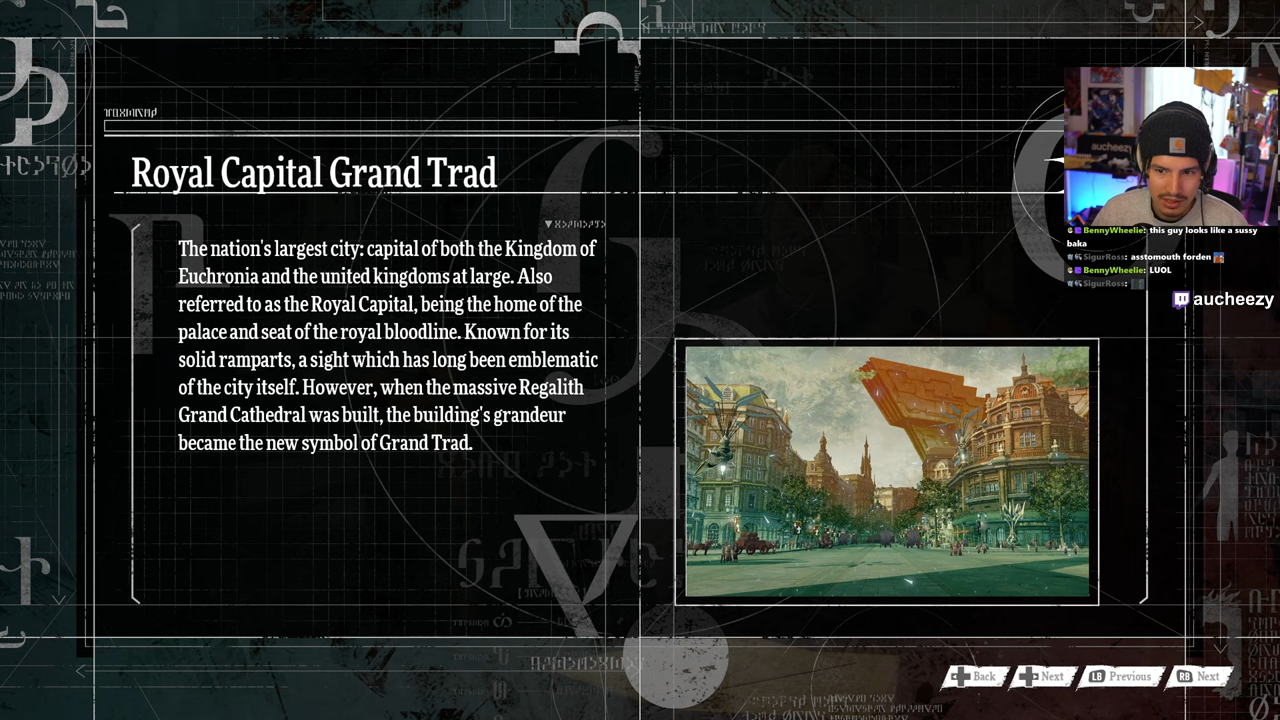 Royal Capital Grand Trad
The nation's largest city: capital of both the Kingdom of
Euchronia and the united kingdoms at large. Also
referred to as the Royal Capital, being the home of the
palace and seat of the royal bloodline. Known for its
solid ramparts, a sight which has long been emblematic
of the city itself. However, when the massive Regalith
Grand Cathedral was built, the building's grandeur
became the new symbol of Grand Trad.
aucheezy
BennyWheelie: this guy looks like a sussy
baka
SigurRoss: asstomouth forden
BennyWheelie: LUOL
SigurRoss:
aucheezy
Back
Next
LB Previous
RB Next